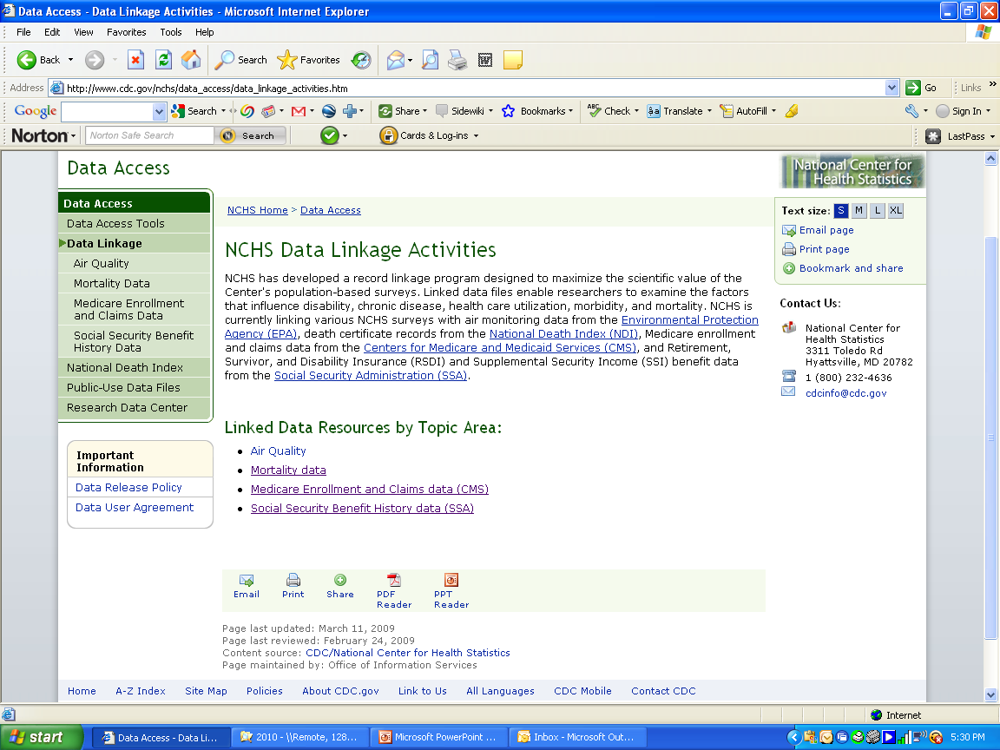 Data Access - Data Linkage Activities - Microsoft Internet Explorer
File Edit View Favorites Tools Help
Back Search Favorites
Address http://www.cdc.gov/nchs/data_access/data_linkage_activities.htm Go Links »
Google Search Share Sidewiki Bookmarks Check Translate AutoFill Sign In
Norton Norton Safe Search Search Cards & Log-ins LastPass
Data Access
National Center for
Health Statistics
Data Access
Data Access Tools
Data Linkage
Air Quality
Mortality Data
Medicare Enrollment
and Claims Data
Social Security Benefit
History Data
National Death Index
Public-Use Data Files
Research Data Center
Important
Information
Data Release Policy
Data User Agreement
NCHS Home > Data Access
NCHS Data Linkage Activities
NCHS has developed a record linkage program designed to maximize the scientific value of the
Center's population-based surveys. Linked data files enable researchers to examine the factors
that influence disability, chronic disease, health care utilization, morbidity, and mortality. NCHS is
currently linking various NCHS surveys with air monitoring data from the Environmental Protection
Agency (EPA), death certificate records from the National Death Index (NDI), Medicare enrollment
and claims data from the Centers for Medicare and Medicaid Services (CMS), and Retirement,
Survivor, and Disability Insurance (RSDI) and Supplemental Security Income (SSI) benefit data
from the Social Security Administration (SSA).
Linked Data Resources by Topic Area:
• Air Quality
• Mortality data
• Medicare Enrollment and Claims data (CMS)
• Social Security Benefit History data (SSA)
Text size: S M L XL
Email page
Print page
Bookmark and share
Contact Us:
National Center for
Health Statistics
3311 Toledo Rd
Hyattsville, MD 20782
1 (800) 232-4636
cdcinfo@cdc.gov
Email Print Share PDF Reader PPT Reader
Page last updated: March 11, 2009
Page last reviewed: February 24, 2009
Content source: CDC/National Center for Health Statistics
Page maintained by: Office of Information Services
Home A-Z Index Site Map Policies About CDC.gov Link to Us All Languages CDC Mobile Contact CDC
Internet
start Data Access - Data Li... 2010 - \\Remote, 128... Microsoft PowerPoint ... Inbox - Microsoft Out... 5:30 PM